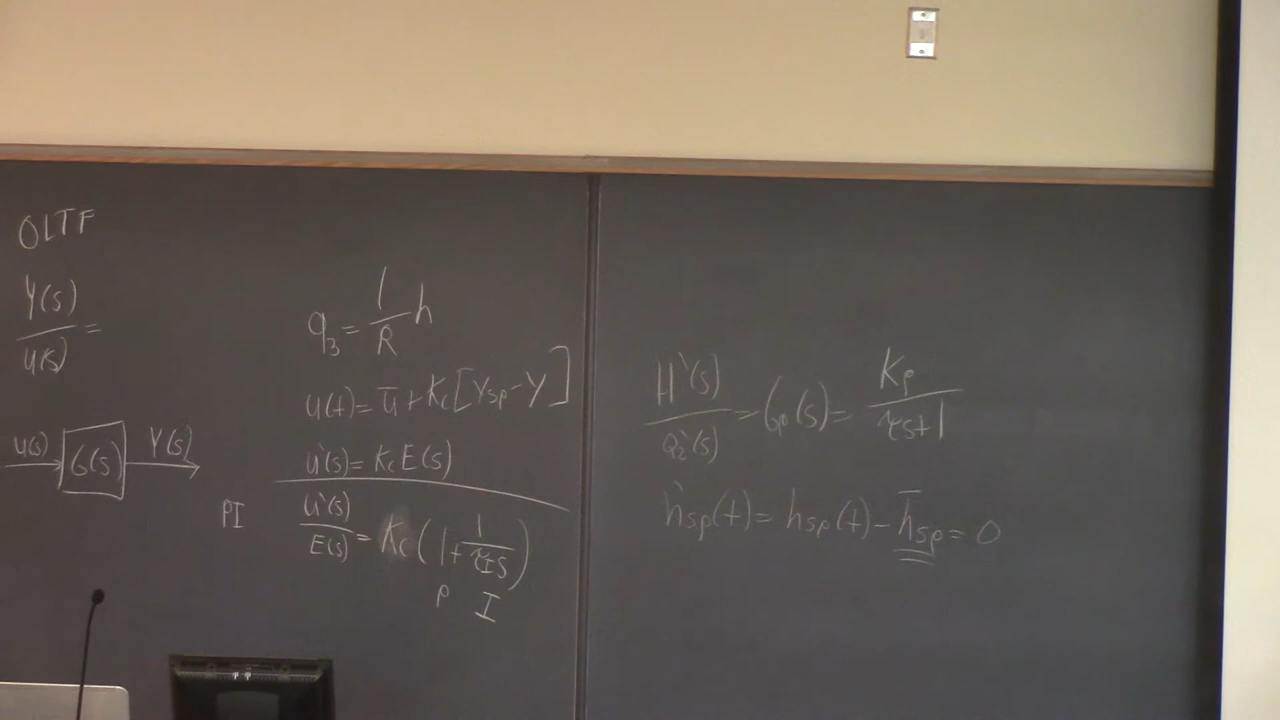 OLTF
Y(s)/U(s) =
U(s) G(s) Y(s)
q₃ = 1/R h
u(t) = ū + Kc[Ysp - Y]
u'(s) = Kc E(s)
PI U'(s)/E(s) = Kc(1 + 1/τIs)
P I
H'(s)/Q₂'(s) = Gp(s) = Kp/τs+1
h'sp(t) = hsp(t) - h̄sp = 0